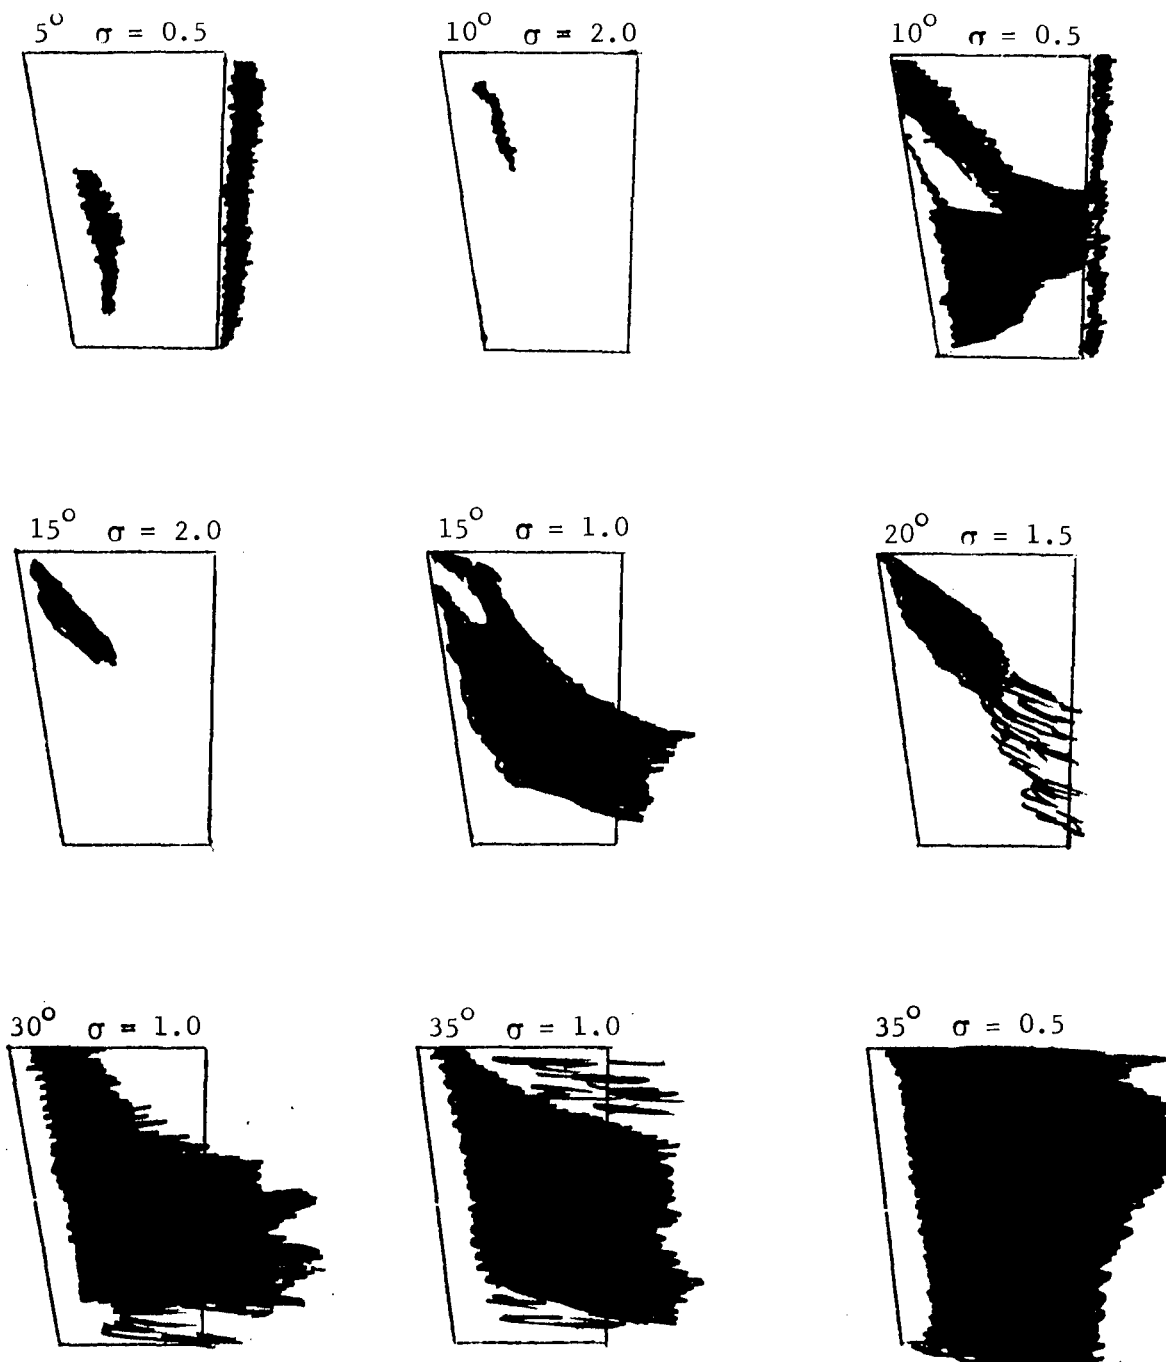 5° σ = 0.5
10° σ = 2.0
10° σ = 0.5
15° σ = 2.0
15° σ = 1.0
20° σ = 1.5
30° σ = 1.0
35° σ = 1.0
35° σ = 0.5